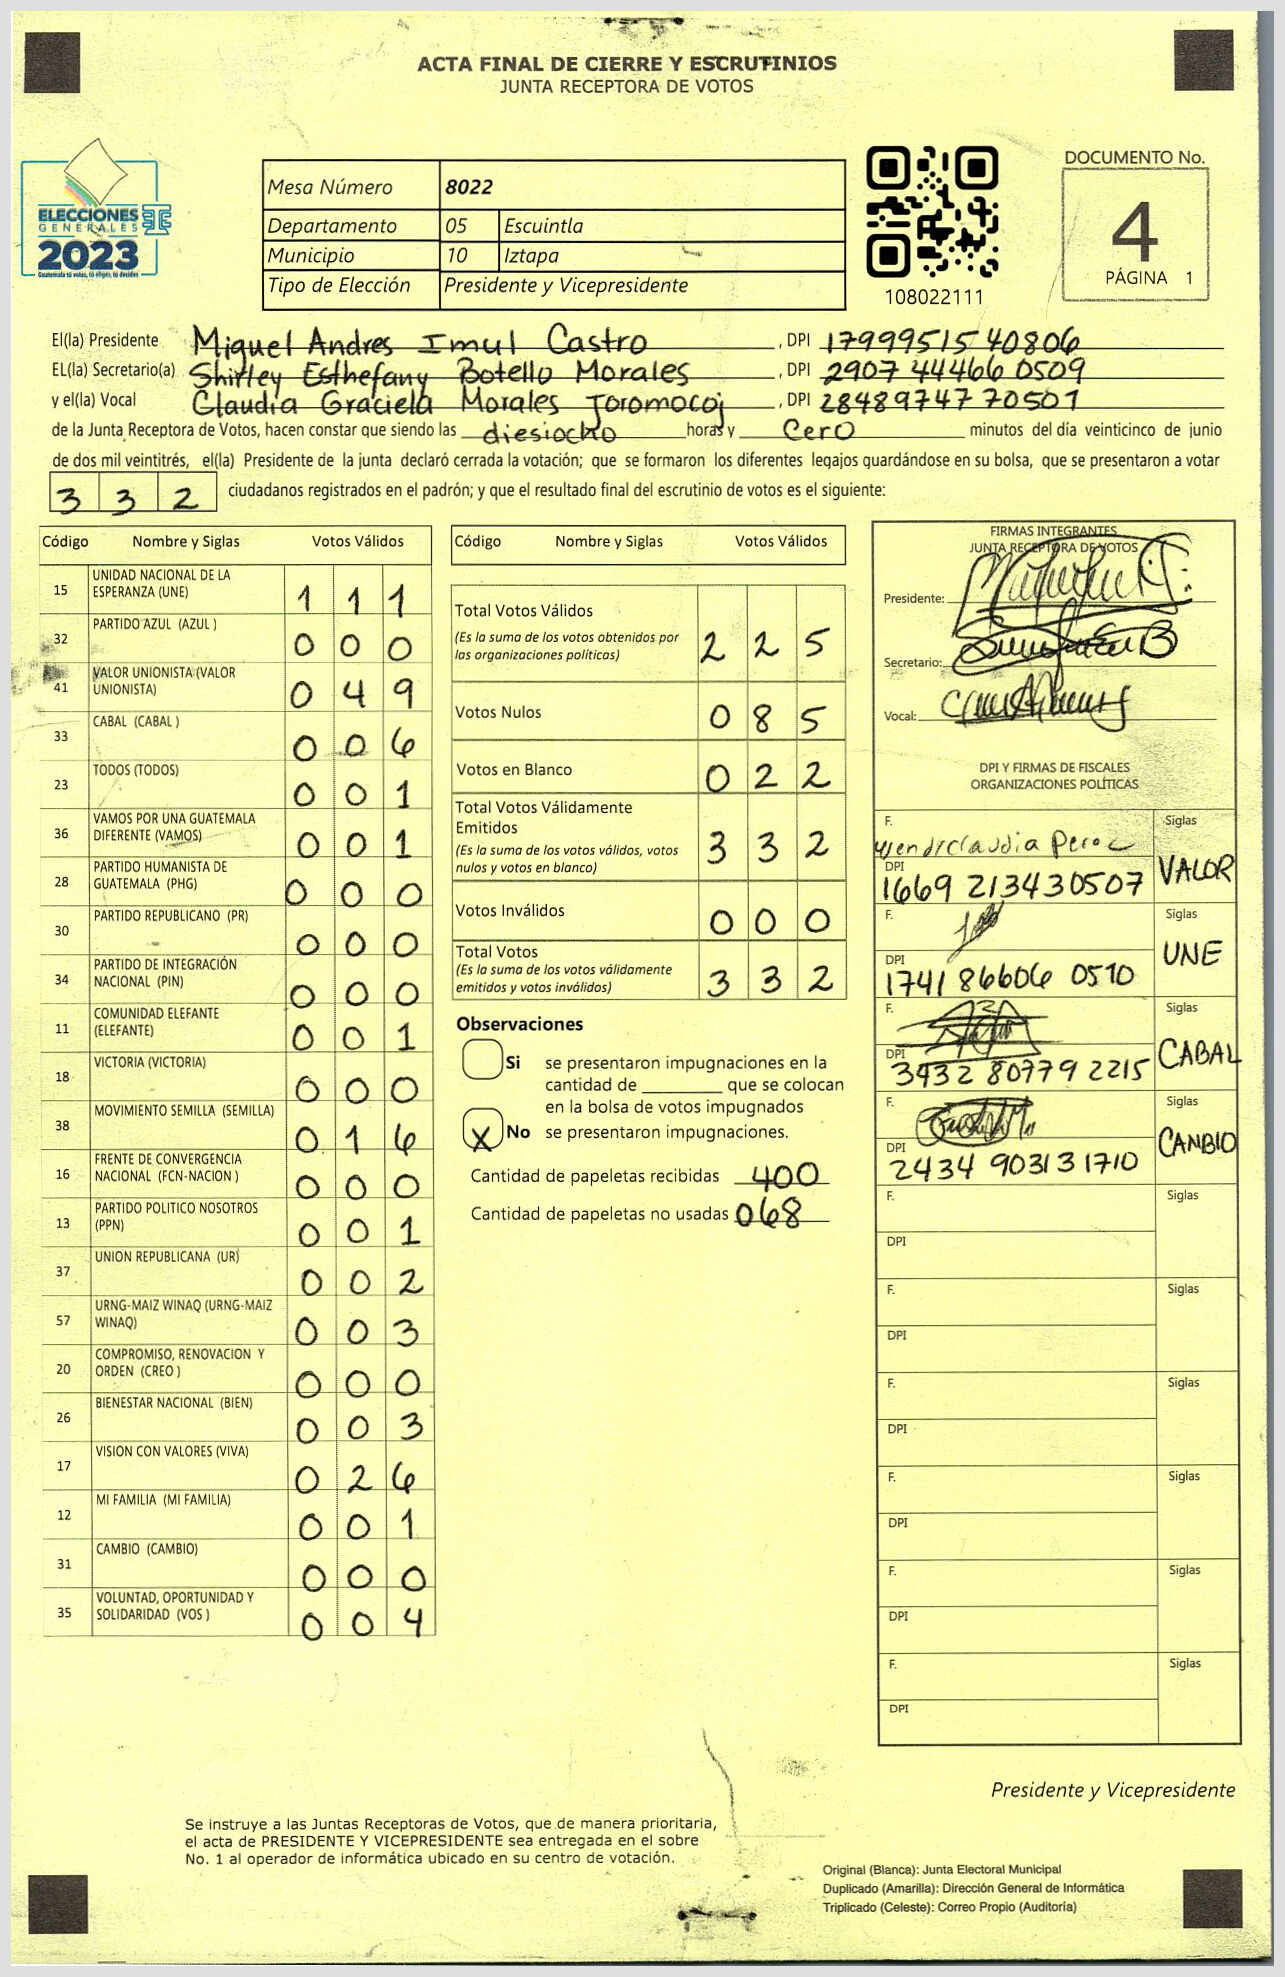 ACTA FINAL DE CIERRE Y ESCRUTINIOS
JUNTA RECEPTORA DE VOTOS
ELECCIONES
GENERALES
2023
Guatemala tú votas, tú eliges, tú decides
Mesa Número 8022
Departamento 05 Escuintla
Municipio 10 Iztapa
Tipo de Elección Presidente y Vicepresidente
108022111
DOCUMENTO No.
4
PÁGINA 1
El(la) Presidente Miguel Andres Imul Castro , DPI 1799951540806
EL(la) Secretario(a) Shirley Esthefany Botello Morales , DPI 2907 44466 0509
y el(la) Vocal Claudia Graciela Morales Toromocoj , DPI 2848974770501
de la Junta Receptora de Votos, hacen constar que siendo las diesiocho horas y cero minutos del día veinticinco de junio
de dos mil veintitrés, el(la) Presidente de la junta declaró cerrada la votación; que se formaron los diferentes legajos guardándose en su bolsa, que se presentaron a votar
332 ciudadanos registrados en el padrón; y que el resultado final del escrutinio de votos es el siguiente:
Código Nombre y Siglas Votos Válidos
15 UNIDAD NACIONAL DE LA ESPERANZA (UNE) 1 1 1
32 PARTIDO AZUL (AZUL ) 0 0 0
41 VALOR UNIONISTA (VALOR UNIONISTA) 0 4 9
33 CABAL (CABAL ) 0 0 6
23 TODOS (TODOS) 0 0 1
36 VAMOS POR UNA GUATEMALA DIFERENTE (VAMOS) 0 0 1
28 PARTIDO HUMANISTA DE GUATEMALA (PHG) 0 0 0
30 PARTIDO REPUBLICANO (PR) 0 0 0
34 PARTIDO DE INTEGRACIÓN NACIONAL (PIN) 0 0 0
11 COMUNIDAD ELEFANTE (ELEFANTE) 0 0 1
18 VICTORIA (VICTORIA) 0 0 0
38 MOVIMIENTO SEMILLA (SEMILLA) 0 1 6
16 FRENTE DE CONVERGENCIA NACIONAL (FCN-NACION ) 0 0 0
13 PARTIDO POLITICO NOSOTROS (PPN) 0 0 1
37 UNION REPUBLICANA (UR) 0 0 2
57 URNG-MAIZ WINAQ (URNG-MAIZ WINAQ) 0 0 3
20 COMPROMISO, RENOVACION Y ORDEN (CREO ) 0 0 0
26 BIENESTAR NACIONAL (BIEN) 0 0 3
17 VISION CON VALORES (VIVA) 0 2 6
12 MI FAMILIA (MI FAMILIA) 0 0 1
31 CAMBIO (CAMBIO) 0 0 0
35 VOLUNTAD, OPORTUNIDAD Y SOLIDARIDAD (VOS ) 0 0 4
Código Nombre y Siglas Votos Válidos
Total Votos Válidos 2 2 5
(Es la suma de los votos obtenidos por
las organizaciones políticas)
Votos Nulos 0 8 5
Votos en Blanco 0 2 2
Total Votos Válidamente
Emitidos 3 3 2
(Es la suma de los votos válidos, votos
nulos y votos en blanco)
Votos Inválidos 0 0 0
Total Votos 3 3 2
(Es la suma de los votos válidamente
emitidos y votos inválidos)
Observaciones
Si se presentaron impugnaciones en la
cantidad de ________ que se colocan
en la bolsa de votos impugnados
X No se presentaron impugnaciones.
Cantidad de papeletas recibidas 400
Cantidad de papeletas no usadas 068
FIRMAS INTEGRANTES
JUNTA RECEPTORA DE VOTOS
Presidente:
Secretario:
Vocal:
DPI Y FIRMAS DE FISCALES
ORGANIZACIONES POLÍTICAS
F. Siglas
DPI 1669 213430507 VALOR
F. Siglas
DPI 1741 86606 0510 UNE
F. Siglas
DPI 3432 80779 2215 CABAL
F. Siglas
DPI 2434 90313 1710 CANBIO
F. Siglas
DPI
F. Siglas
DPI
F. Siglas
DPI
F. Siglas
DPI
F. Siglas
DPI
F. Siglas
DPI
Presidente y Vicepresidente
Se instruye a las Juntas Receptoras de Votos, que de manera prioritaria,
el acta de PRESIDENTE Y VICEPRESIDENTE sea entregada en el sobre
No. 1 al operador de informática ubicado en su centro de votación.
Original (Blanca): Junta Electoral Municipal
Duplicado (Amarilla): Dirección General de Informática
Triplicado (Celeste): Correo Propio (Auditoría)